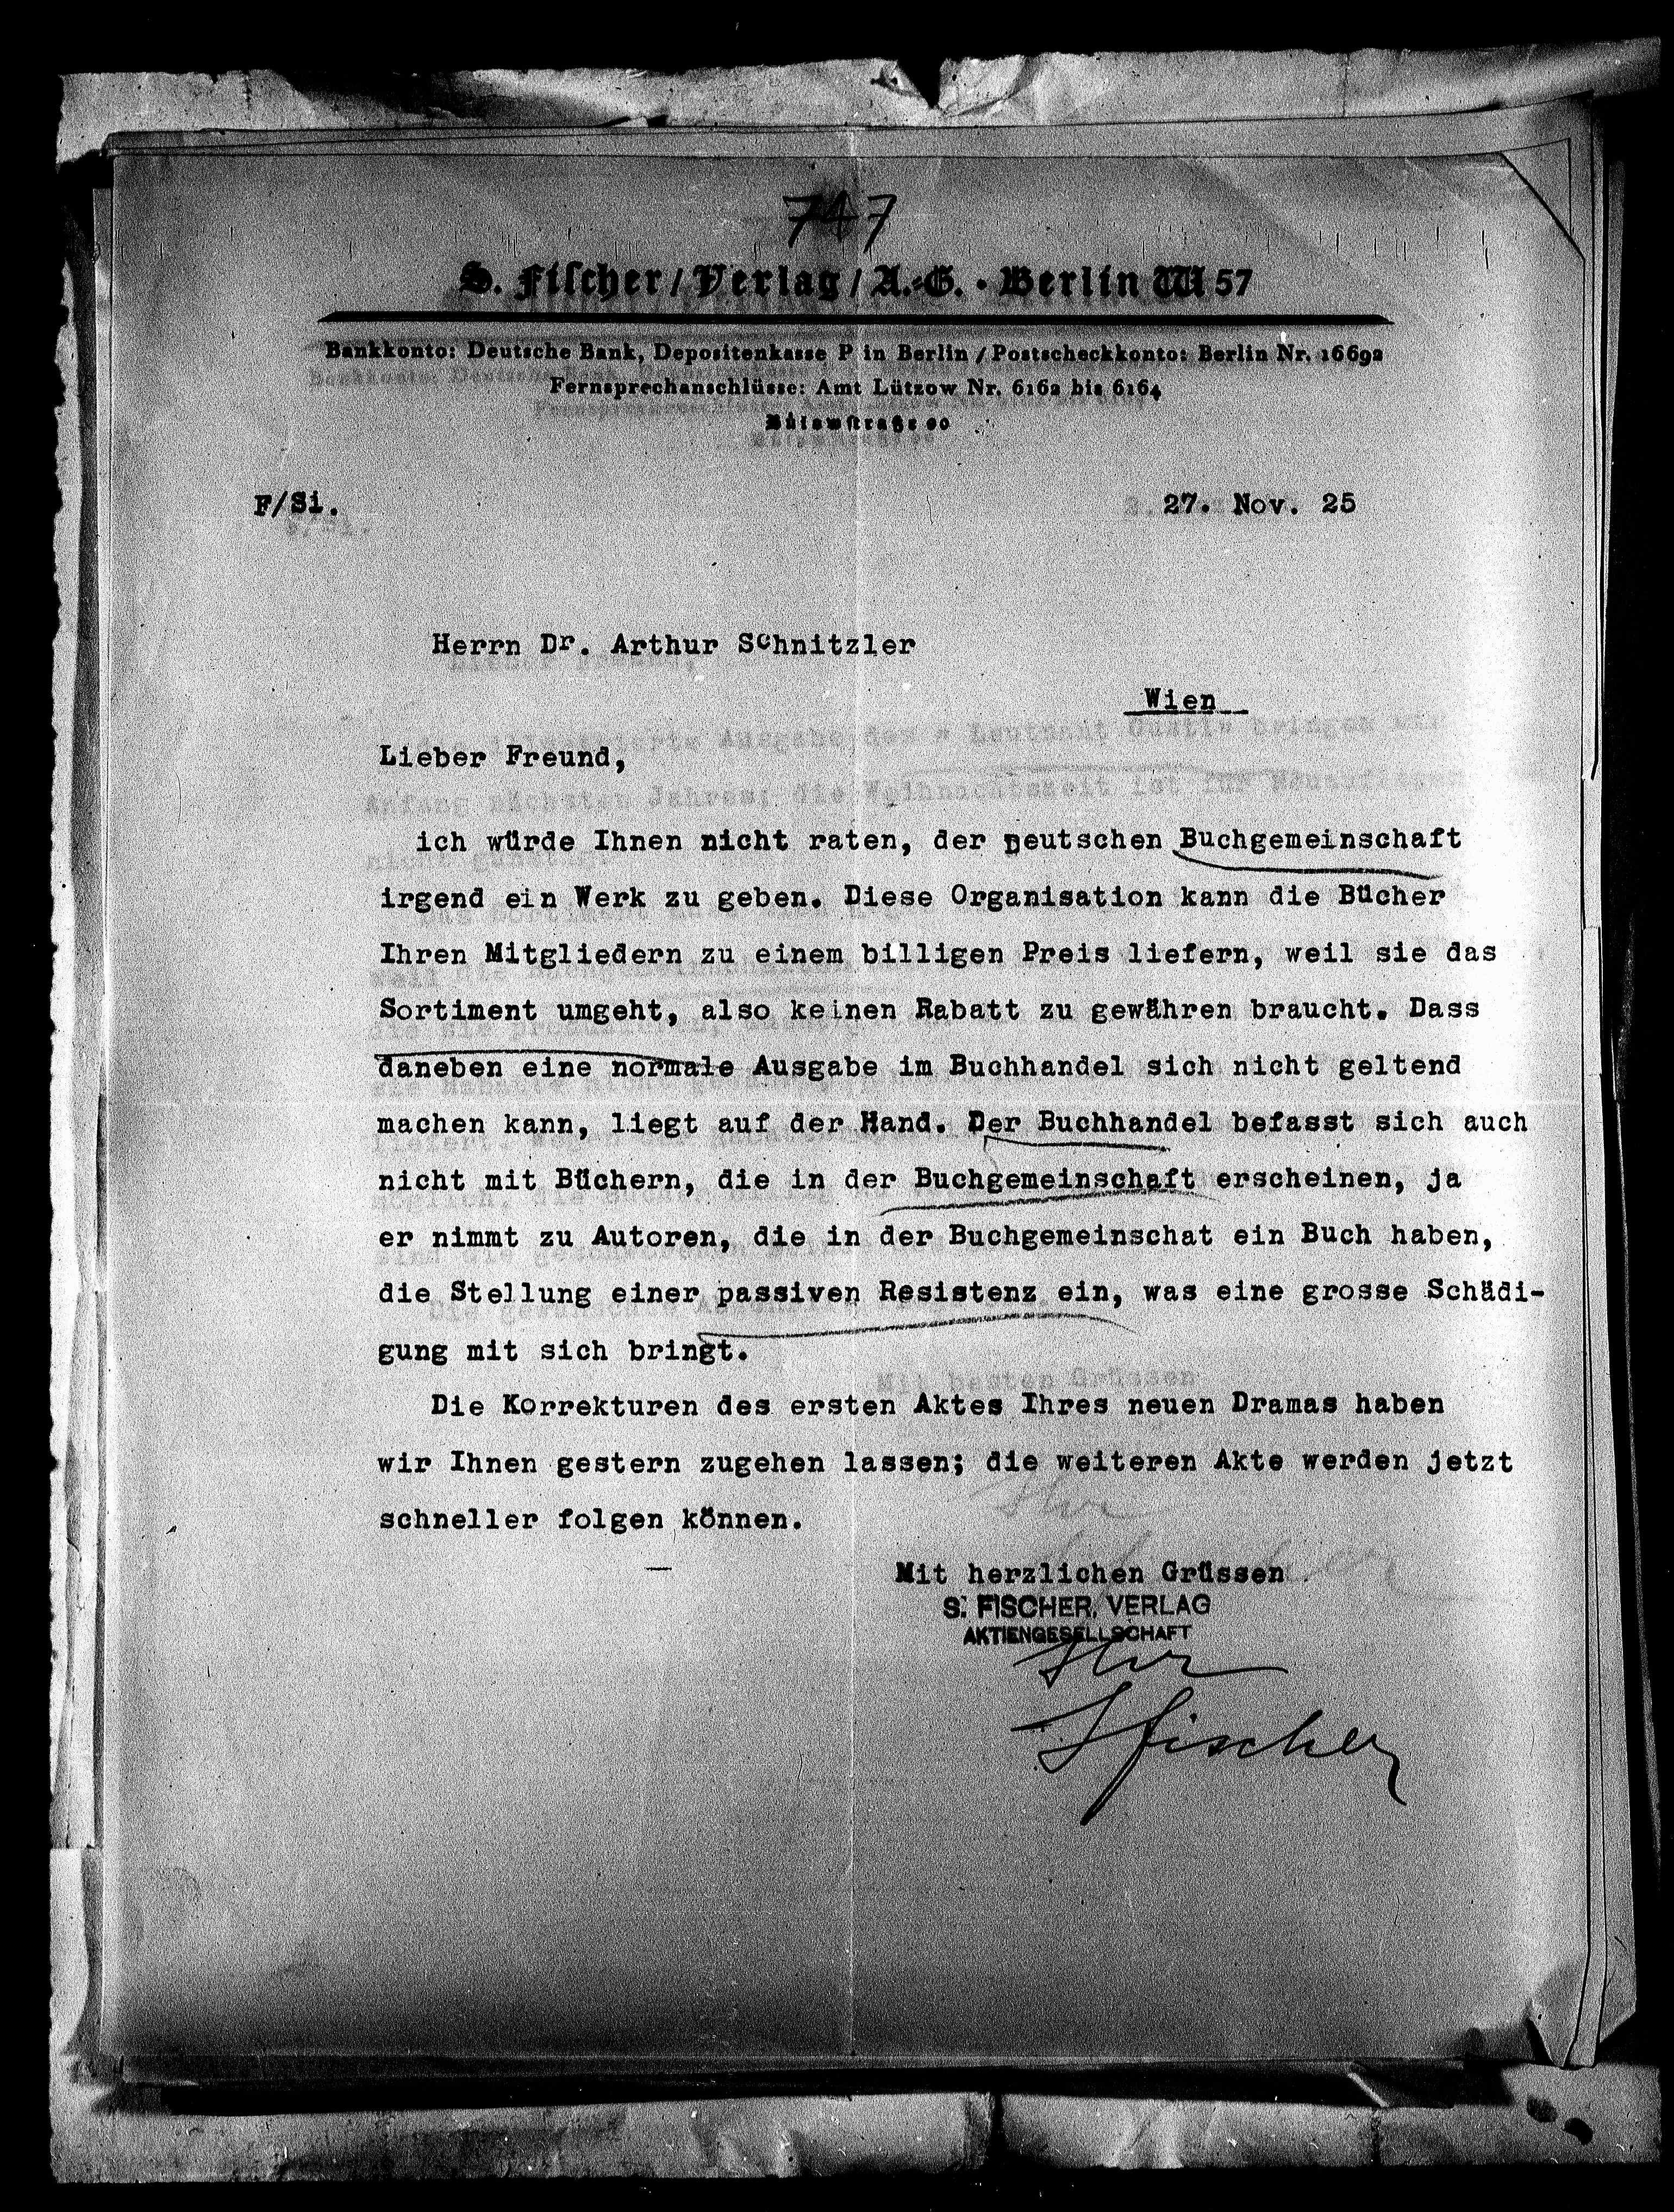 747
S. Fischer / Verlag / A.-G. • Berlin W 57
Bankkonto: Deutsche Bank, Depositenkasse P in Berlin / Postscheckkonto: Berlin Nr. 16692
Fernsprechanschlüsse: Amt Lützow Nr. 6162 bis 6164
Bülowstraße 90
F/Si.
27. Nov. 25
Herrn Dr. Arthur Schnitzler
Wien
Lieber Freund,
ich würde Ihnen nicht raten, der Deutschen Buchgemeinschaft
irgend ein Werk zu geben. Diese Organisation kann die Bücher
Ihren Mitgliedern zu einem billigen Preis liefern, weil sie das
Sortiment umgeht, also keinen Rabatt zu gewähren braucht. Dass
daneben eine normale Ausgabe im Buchhandel sich nicht geltend
machen kann, liegt auf der Hand. Der Buchhandel befasst sich auch
nicht mit Büchern, die in der Buchgemeinschaft erscheinen, ja
er nimmt zu Autoren, die in der Buchgemeinschat ein Buch haben,
die Stellung einer passiven Resistenz ein, was eine grosse Schädi-
gung mit sich bringt.
Die Korrekturen des ersten Aktes Ihres neuen Dramas haben
wir Ihnen gestern zugehen lassen; die weiteren Akte werden jetzt
schneller folgen können.
Mit herzlichen Grüssen
S. FISCHER, VERLAG
AKTIENGESELLSCHAFT
Ihr
S Fischer